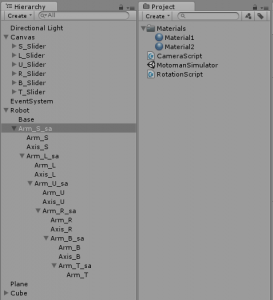 Hierarchy
Create
All
Directional Light
Canvas
S_Slider
L_Slider
U_Slider
R_Slider
B_Slider
T_Slider
EventSystem
Robot
Base
Arm_S_sa
Arm_S
Axis_S
Arm_L_sa
Arm_L
Axis_L
Arm_U_sa
Arm_U
Axis_U
Arm_R_sa
Arm_R
Axis_R
Arm_B_sa
Arm_B
Axis_B
Arm_T_sa
Arm_T
Plane
Cube
Project
Create
Materials
Material1
Material2
CameraScript
MotomanSimulator
RotationScript